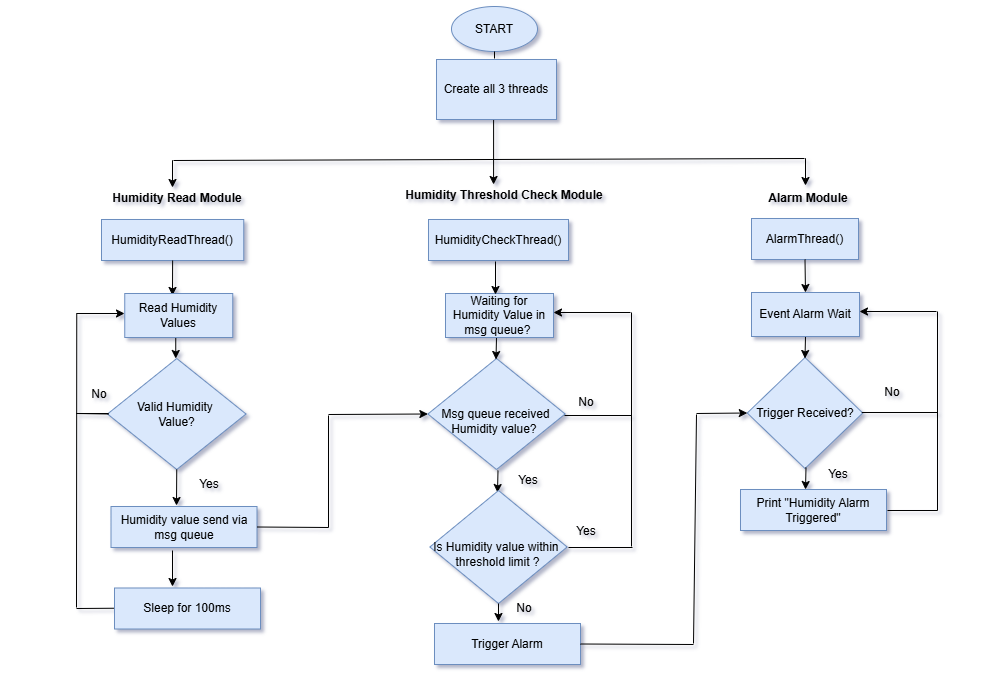 START
Create all 3 threads
Humidity Read Module
HumidityReadThread()
Read Humidity
Values
No
Valid Humidity
Value?
Yes
Humidity value send via
msg queue
Sleep for 100ms
Humidity Threshold Check Module
HumidityCheckThread()
Waiting for
Humidity Value in
msg queue?
Msg queue received
Humidity value?
No
Yes
Is Humidity value within
threshold limit ?
Yes
No
Trigger Alarm
Alarm Module
AlarmThread()
Event Alarm Wait
Trigger Received?
No
Yes
Print "Humidity Alarm
Triggered"